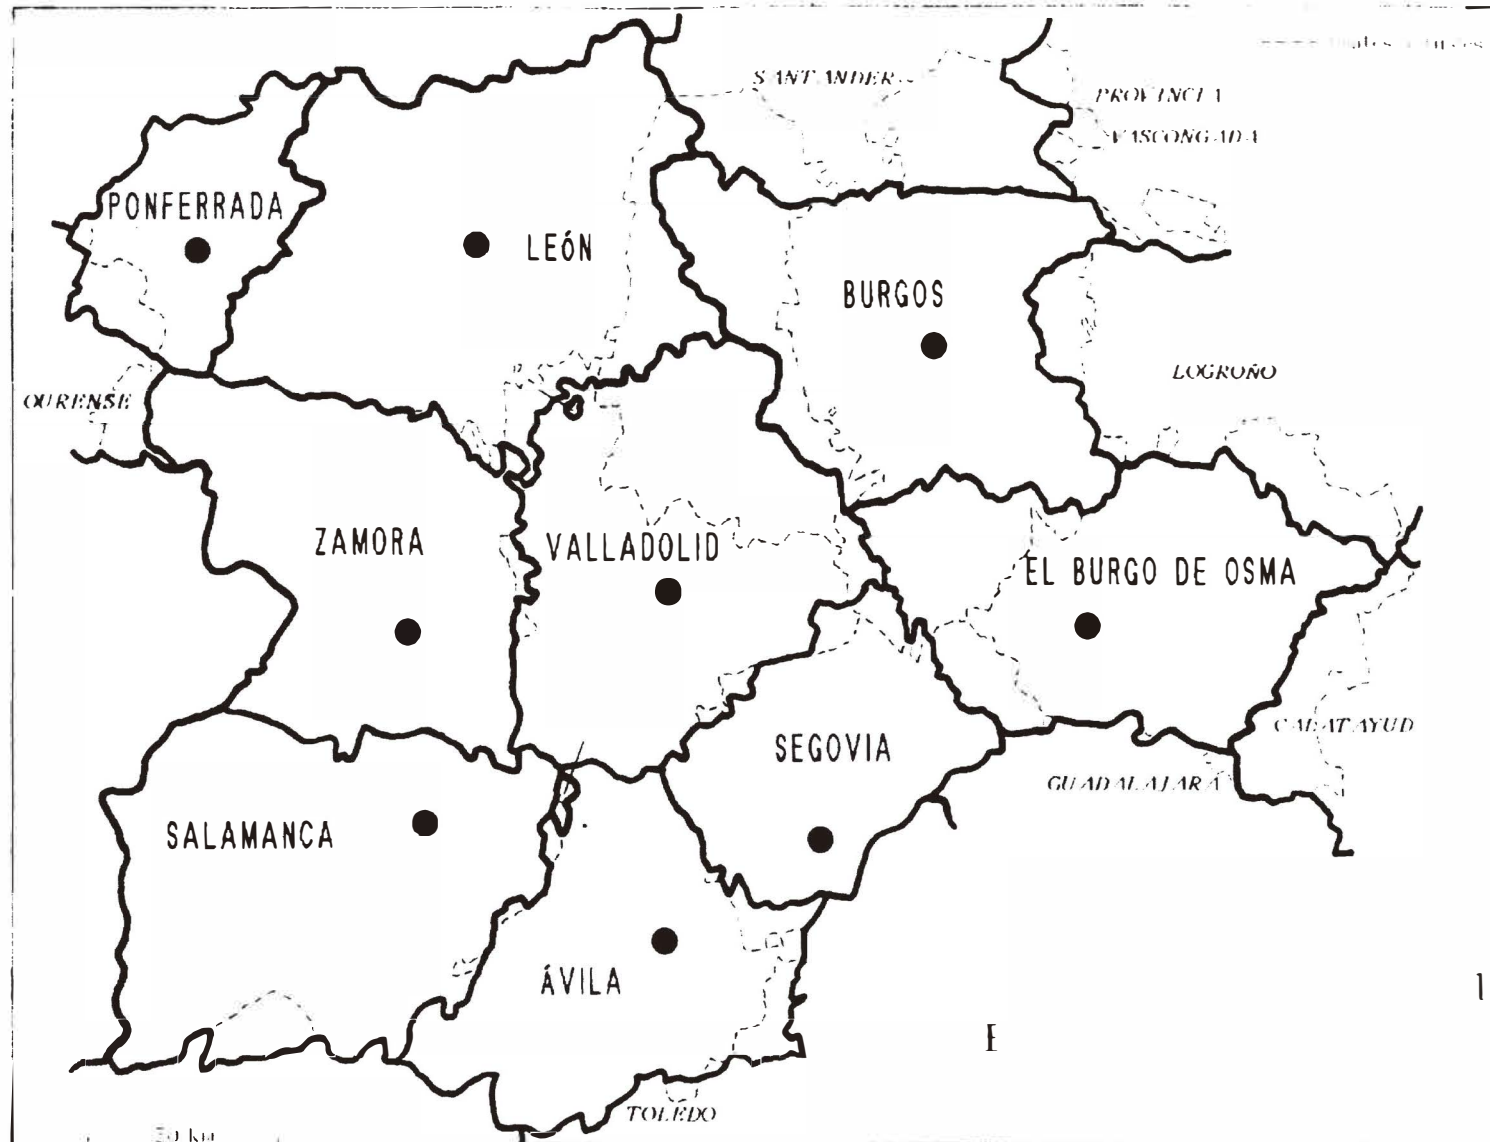 SANTANDER
PROVINCIA
VASCONGADA
PONFERRADA
LEÓN
BURGOS
LOGROÑO
OURENSE
ZAMORA
VALLADOLID
EL BURGO DE OSMA
CALATAYUD
SEGOVIA
GUADALAJARA
SALAMANCA
ÁVILA
TOLEDO